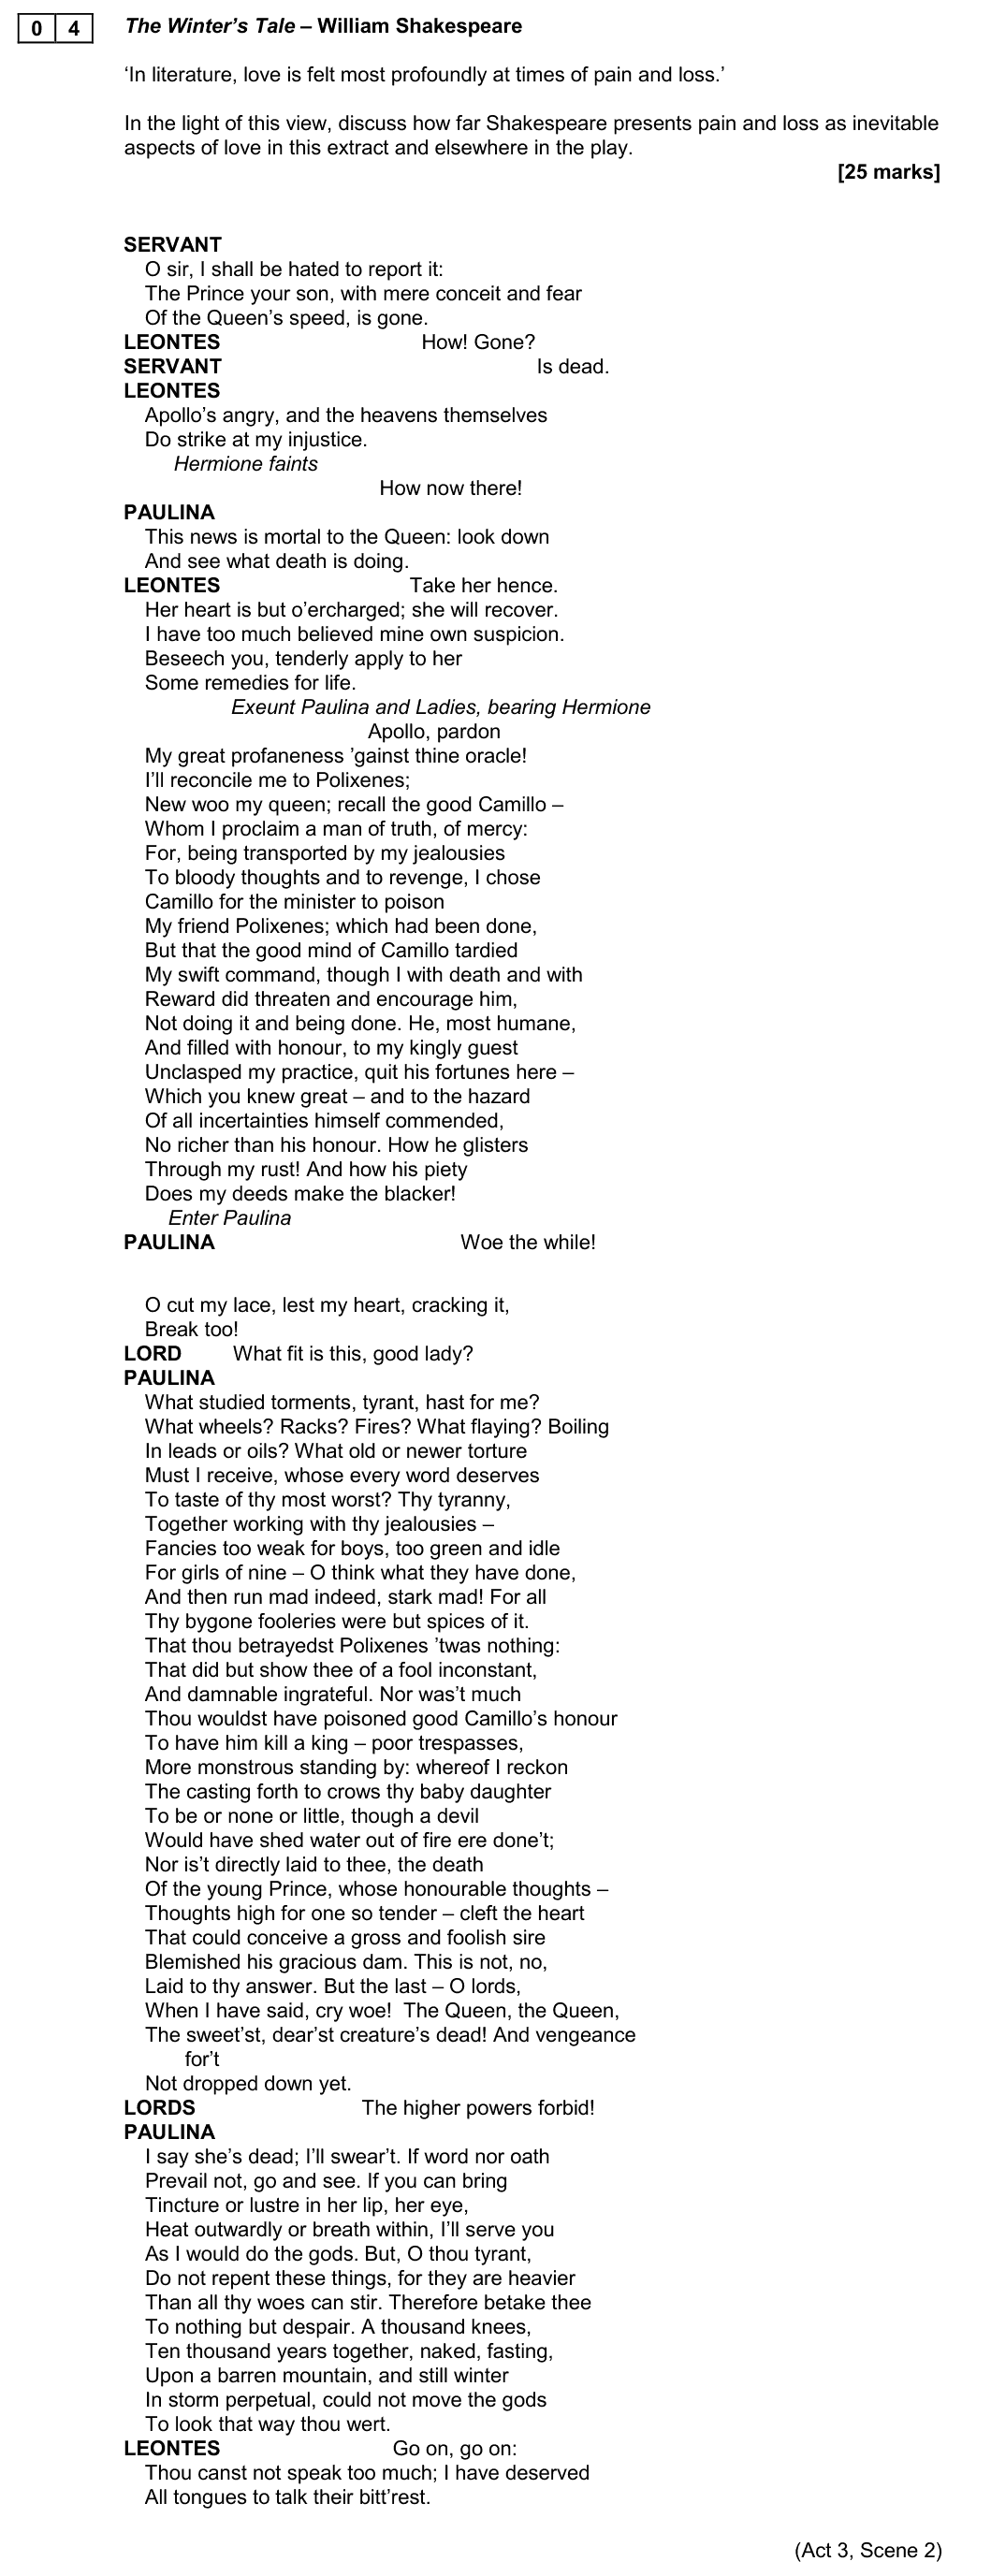 0 4 The Winter's Tale – William Shakespeare
'In literature, love is felt most profoundly at times of pain and loss.'
In the light of this view, discuss how far Shakespeare presents pain and loss as inevitable
aspects of love in this extract and elsewhere in the play.
[25 marks]
SERVANT
O sir, I shall be hated to report it:
The Prince your son, with mere conceit and fear
Of the Queen's speed, is gone.
LEONTES How! Gone?
SERVANT Is dead.
LEONTES
Apollo's angry, and the heavens themselves
Do strike at my injustice.
Hermione faints
How now there!
PAULINA
This news is mortal to the Queen: look down
And see what death is doing.
LEONTES Take her hence.
Her heart is but o'ercharged; she will recover.
I have too much believed mine own suspicion.
Beseech you, tenderly apply to her
Some remedies for life.
Exeunt Paulina and Ladies, bearing Hermione
Apollo, pardon
My great profaneness 'gainst thine oracle!
I'll reconcile me to Polixenes;
New woo my queen; recall the good Camillo –
Whom I proclaim a man of truth, of mercy:
For, being transported by my jealousies
To bloody thoughts and to revenge, I chose
Camillo for the minister to poison
My friend Polixenes; which had been done,
But that the good mind of Camillo tardied
My swift command, though I with death and with
Reward did threaten and encourage him,
Not doing it and being done. He, most humane,
And filled with honour, to my kingly guest
Unclasped my practice, quit his fortunes here –
Which you knew great – and to the hazard
Of all incertainties himself commended,
No richer than his honour. How he glisters
Through my rust! And how his piety
Does my deeds make the blacker!
Enter Paulina
PAULINA Woe the while!
O cut my lace, lest my heart, cracking it,
Break too!
LORD What fit is this, good lady?
PAULINA
What studied torments, tyrant, hast for me?
What wheels? Racks? Fires? What flaying? Boiling
In leads or oils? What old or newer torture
Must I receive, whose every word deserves
To taste of thy most worst? Thy tyranny,
Together working with thy jealousies –
Fancies too weak for boys, too green and idle
For girls of nine – O think what they have done,
And then run mad indeed, stark mad! For all
Thy bygone fooleries were but spices of it.
That thou betrayedst Polixenes 'twas nothing:
That did but show thee of a fool inconstant,
And damnable ingrateful. Nor was't much
Thou wouldst have poisoned good Camillo's honour
To have him kill a king – poor trespasses,
More monstrous standing by: whereof I reckon
The casting forth to crows thy baby daughter
To be or none or little, though a devil
Would have shed water out of fire ere done't;
Nor is't directly laid to thee, the death
Of the young Prince, whose honourable thoughts –
Thoughts high for one so tender – cleft the heart
That could conceive a gross and foolish sire
Blemished his gracious dam. This is not, no,
Laid to thy answer. But the last – O lords,
When I have said, cry woe! The Queen, the Queen,
The sweet'st, dear'st creature's dead! And vengeance
for't
Not dropped down yet.
LORDS The higher powers forbid!
PAULINA
I say she's dead; I'll swear't. If word nor oath
Prevail not, go and see. If you can bring
Tincture or lustre in her lip, her eye,
Heat outwardly or breath within, I'll serve you
As I would do the gods. But, O thou tyrant,
Do not repent these things, for they are heavier
Than all thy woes can stir. Therefore betake thee
To nothing but despair. A thousand knees,
Ten thousand years together, naked, fasting,
Upon a barren mountain, and still winter
In storm perpetual, could not move the gods
To look that way thou wert.
LEONTES Go on, go on:
Thou canst not speak too much; I have deserved
All tongues to talk their bitt'rest.
(Act 3, Scene 2)